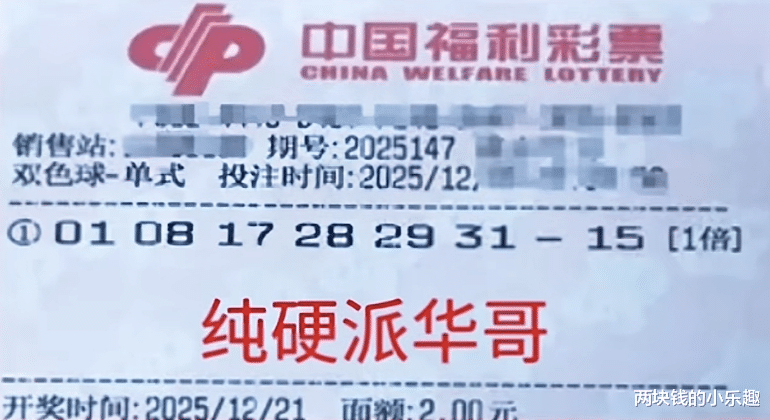 中国福利彩票
CHINA WELFARE LOTTERY
销售站: 期号:2025147
双色球-单式 投注时间:2025/12/
① 01 08 17 28 29 31 - 15 [1倍]
纯硬派华哥
开奖时间:2025/12/21 面额:2.00元
两块钱的小乐趣